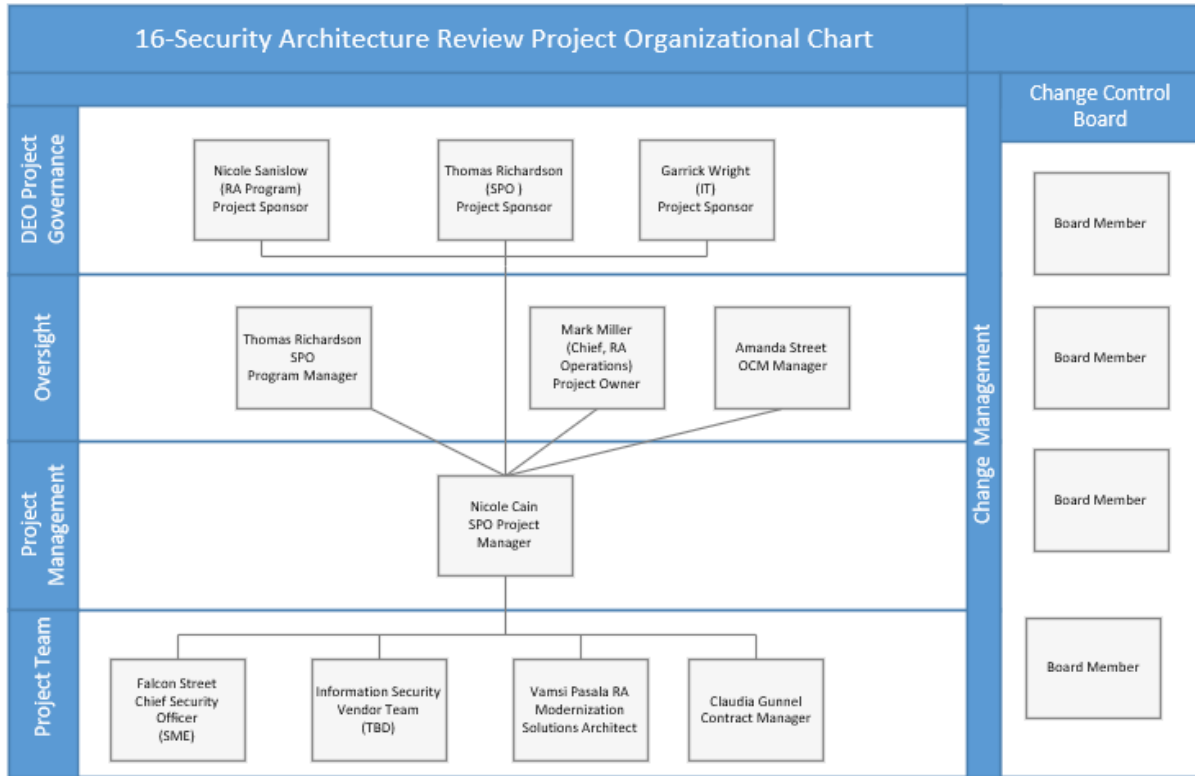 16-Security Architecture Review Project Organizational Chart
Change Control
Board
DEO Project
Governance
Nicole Sanislow
(RA Program)
Project Sponsor
Thomas Richardson
(SPO )
Project Sponsor
Garrick Wright
(IT)
Project Sponsor
Board Member
Oversight
Thomas Richardson
SPO
Program Manager
Mark Miller
(Chief, RA
Operations)
Project Owner
Amanda Street
OCM Manager
Change Management
Board Member
Project
Management
Nicole Cain
SPO Project
Manager
Board Member
Project Team
Falcon Street
Chief Security
Officer
(SME)
Information Security
Vendor Team
(TBD)
Vamsi Pasala RA
Modernization
Solutions Architect
Claudia Gunnel
Contract Manager
Board Member